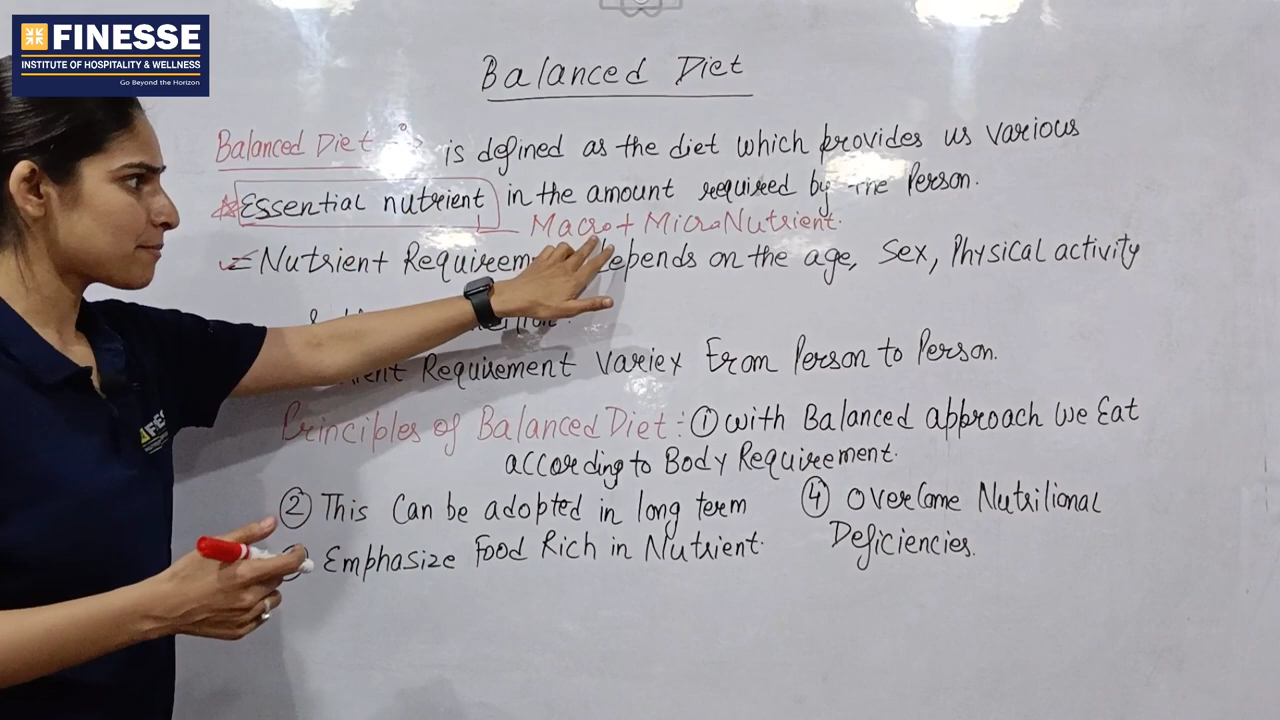 FINESSE
INSTITUTE OF HOSPITALITY & WELLNESS
Go Beyond the Horizon
Balanced Diet
Balanced Diet :> is defined as the diet which provides us various
Essential nutrient in the amount required by The Person.
Macro + Micro Nutrient.
= Nutrient Requirem depends on the age, Sex, Physical activity
Requirement Variex From Person to Person.
Principles of Balanced Diet : ① with Balanced approach we Eat
according to Body Requirement.
② This Can be adopted in long term
Emphasize Food Rich in Nutrient.
④ Overcome Nutrilional
Deficiencies.